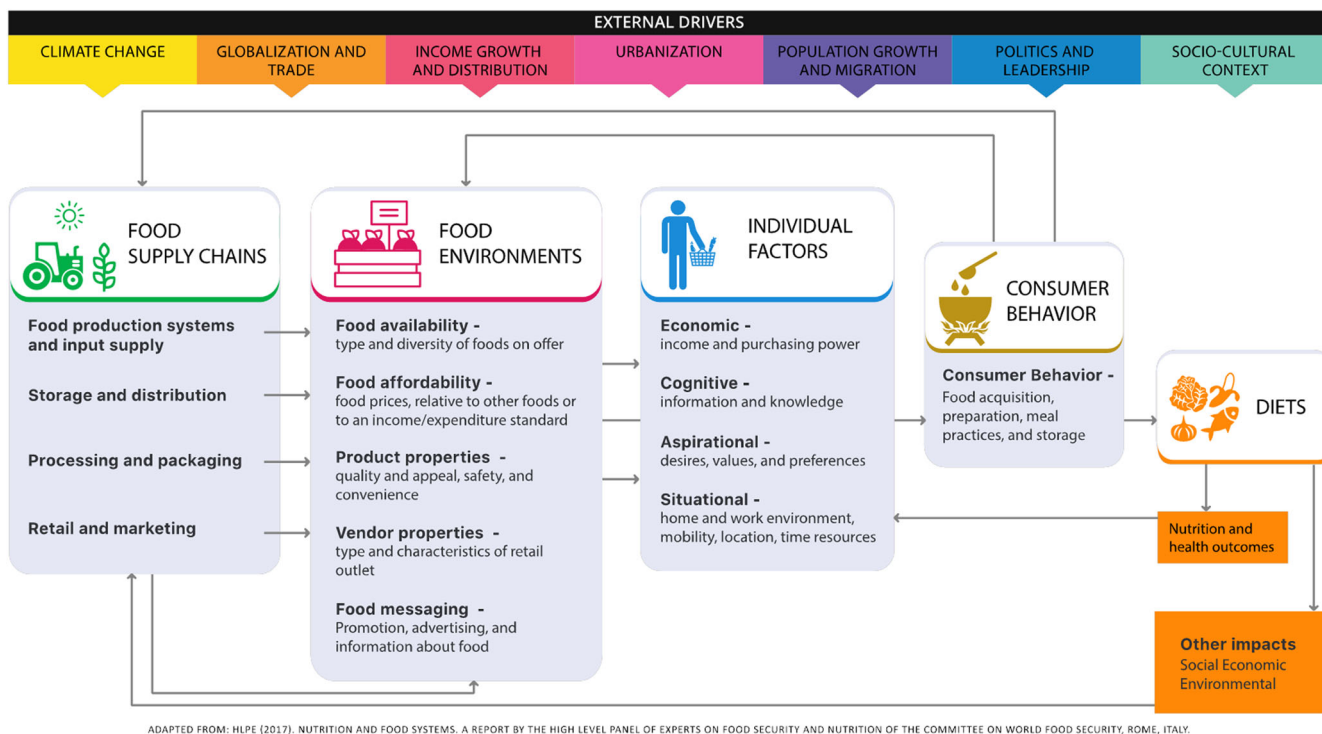 EXTERNAL DRIVERS
CLIMATE CHANGE
GLOBALIZATION AND
TRADE
INCOME GROWTH
AND DISTRIBUTION
URBANIZATION
POPULATION GROWTH
AND MIGRATION
POLITICS AND
LEADERSHIP
SOCIO-CULTURAL
CONTEXT
FOOD
SUPPLY CHAINS
Food production systems
and input supply
Storage and distribution
Processing and packaging
Retail and marketing
FOOD
ENVIRONMENTS
Food availability -
type and diversity of foods on offer
Food affordability -
food prices, relative to other foods or
to an income/expenditure standard
Product properties -
quality and appeal, safety, and
convenience
Vendor properties -
type and characteristics of retail
outlet
Food messaging -
Promotion, advertising, and
information about food
INDIVIDUAL
FACTORS
Economic -
income and purchasing power
Cognitive -
information and knowledge
Aspirational -
desires, values, and preferences
Situational -
home and work environment,
mobility, location, time resources
CONSUMER
BEHAVIOR
Consumer Behavior -
Food acquisition,
preparation, meal
practices, and storage
DIETS
Nutrition and
health outcomes
Other impacts
Social Economic
Environmental
ADAPTED FROM: HLPE (2017). NUTRITION AND FOOD SYSTEMS. A REPORT BY THE HIGH LEVEL PANEL OF EXPERTS ON FOOD SECURITY AND NUTRITION OF THE COMMITTEE ON WORLD FOOD SECURITY, ROME, ITALY.